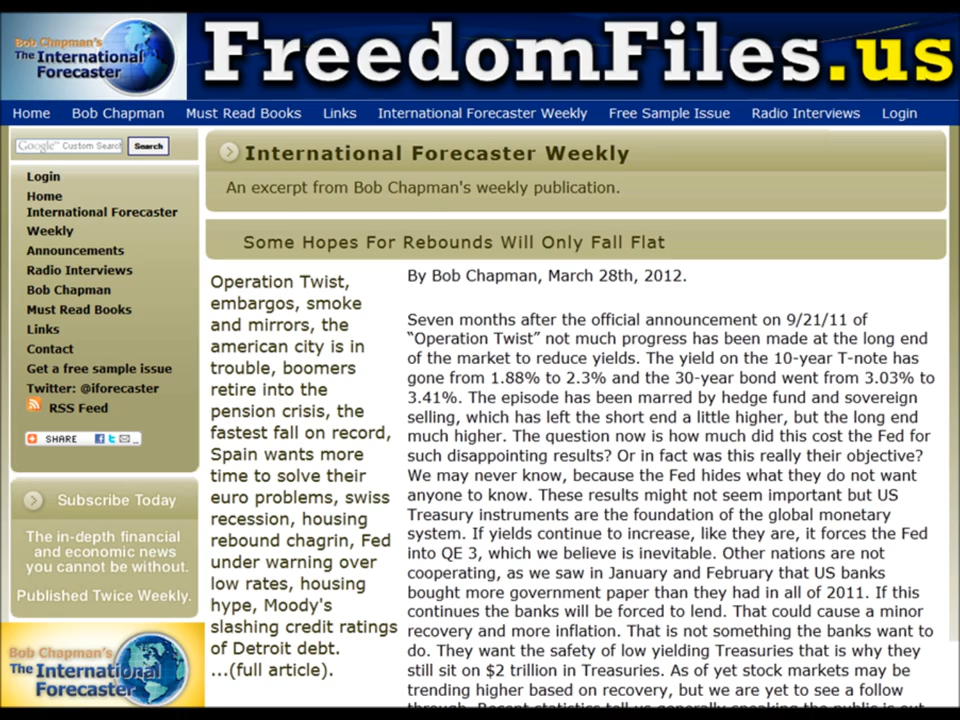 Bob Chapman's
The International
Forecaster
FreedomFiles.us
Home Bob Chapman Must Read Books Links International Forecaster Weekly Free Sample Issue Radio Interviews Login
Google™ Custom Search Search
Login
Home
International Forecaster
Weekly
Announcements
Radio Interviews
Bob Chapman
Must Read Books
Links
Contact
Get a free sample issue
Twitter: @iforecaster
RSS Feed
SHARE
Subscribe Today
The in-depth financial
and economic news
you cannot be without.
Published Twice Weekly.
Bob Chapman's
The International
Forecaster
International Forecaster Weekly
An excerpt from Bob Chapman's weekly publication.
Some Hopes For Rebounds Will Only Fall Flat
Operation Twist,
embargos, smoke
and mirrors, the
american city is in
trouble, boomers
retire into the
pension crisis, the
fastest fall on record,
Spain wants more
time to solve their
euro problems, swiss
recession, housing
rebound chagrin, Fed
under warning over
low rates, housing
hype, Moody's
slashing credit ratings
of Detroit debt.
...(full article).
By Bob Chapman, March 28th, 2012.
Seven months after the official announcement on 9/21/11 of
“Operation Twist” not much progress has been made at the long end
of the market to reduce yields. The yield on the 10-year T-note has
gone from 1.88% to 2.3% and the 30-year bond went from 3.03% to
3.41%. The episode has been marred by hedge fund and sovereign
selling, which has left the short end a little higher, but the long end
much higher. The question now is how much did this cost the Fed for
such disappointing results? Or in fact was this really their objective?
We may never know, because the Fed hides what they do not want
anyone to know. These results might not seem important but US
Treasury instruments are the foundation of the global monetary
system. If yields continue to increase, like they are, it forces the Fed
into QE 3, which we believe is inevitable. Other nations are not
cooperating, as we saw in January and February that US banks
bought more government paper than they had in all of 2011. If this
continues the banks will be forced to lend. That could cause a minor
recovery and more inflation. That is not something the banks want to
do. They want the safety of low yielding Treasuries that is why they
still sit on $2 trillion in Treasuries. As of yet stock markets may be
trending higher based on recovery, but we are yet to see a follow
through. Recent statistics tell us generally speaking the public is out